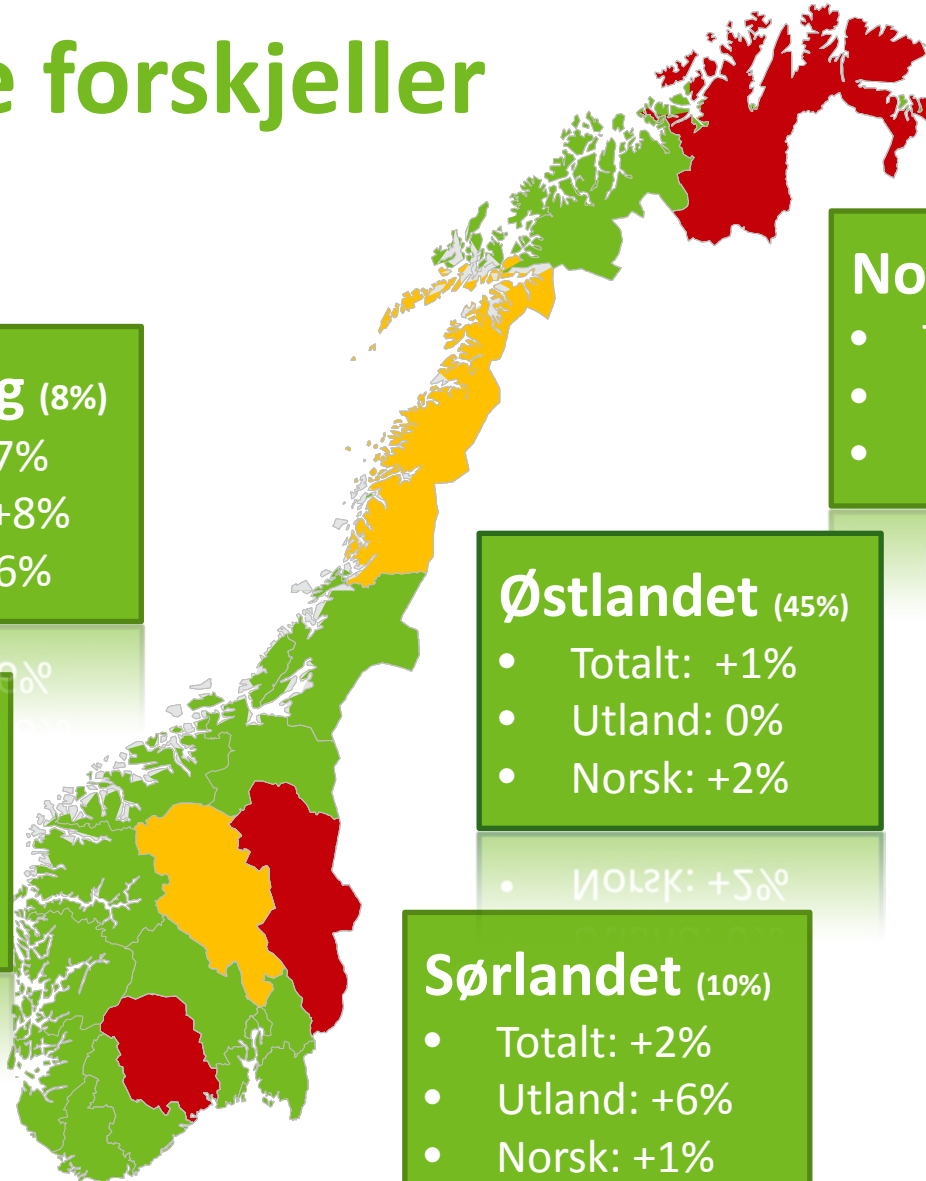 e forskjeller
No
g (8%)
7%
+8%
6%
Østlandet (45%)
• Totalt: +1%
• Utland: 0%
• Norsk: +2%
Sørlandet (10%)
• Totalt: +2%
• Utland: +6%
• Norsk: +1%